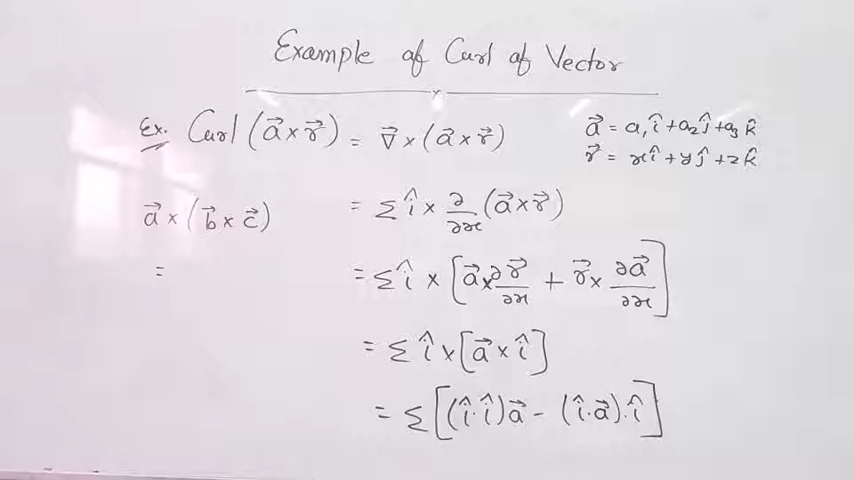 Example of Curl of Vector
Ex. Curl (a⃗ × r⃗) = ∇⃗ × (a⃗ × r⃗)
a⃗ = a₁î + a₂ĵ + a₃k̂
r⃗ = xî + yĵ + zk̂
a⃗ × (b⃗ × c⃗)
=
= Σ î × ∂/∂x (a⃗ × r⃗)
= Σ î × [a⃗ × ∂r⃗/∂x + r⃗ × ∂a⃗/∂x]
= Σ î × [a⃗ × î]
= Σ [(î·î)a⃗ - (î·a⃗)·î]